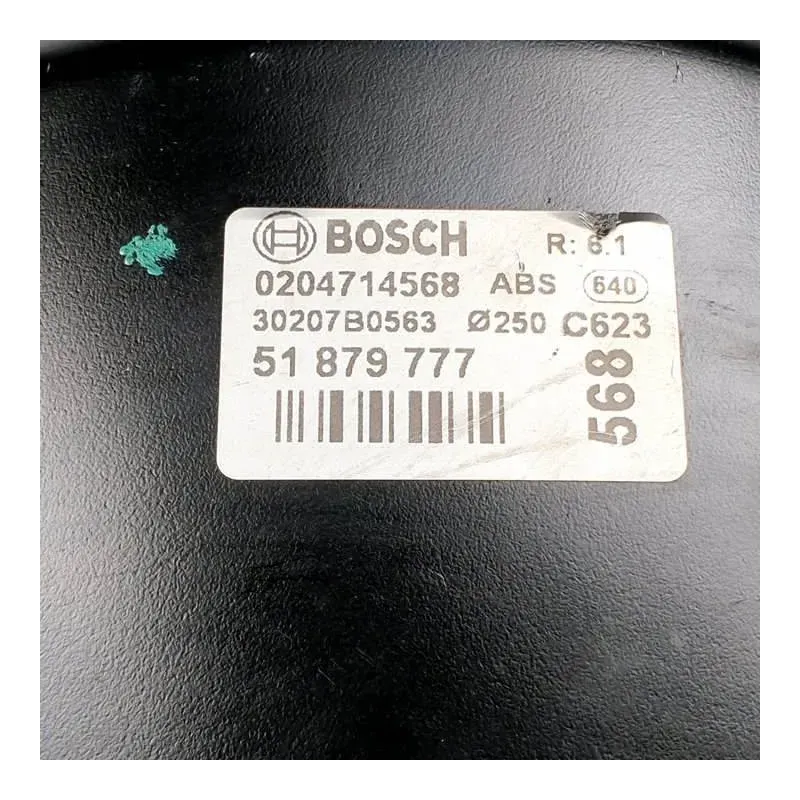 BOSCH R: 6.1
0204714568 ABS 640
30207B0563 Ø250 C623
51 879 777
568